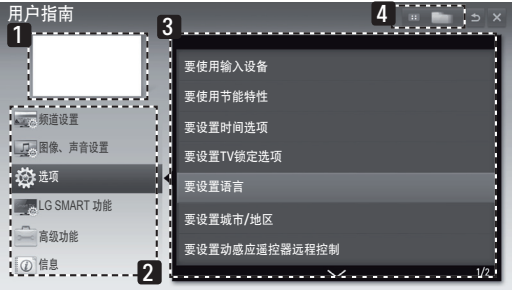 用户指南
1
3
4
要使用输入设备
要使用节能特性
要设置时间选项
要设置TV锁定选项
要设置语言
要设置城市/地区
要设置动感应遥控器远程控制
1/2
频道设置
图像、声音设置
选项
LG SMART 功能
高级功能
信息
2